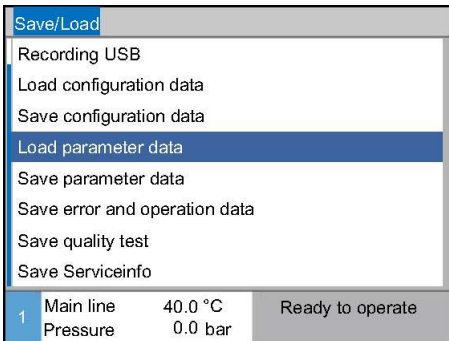 Save/Load
Recording USB
Load configuration data
Save configuration data
Load parameter data
Save parameter data
Save error and operation data
Save quality test
Save Serviceinfo
1 Main line 40.0 °C Ready to operate
Pressure 0.0 bar